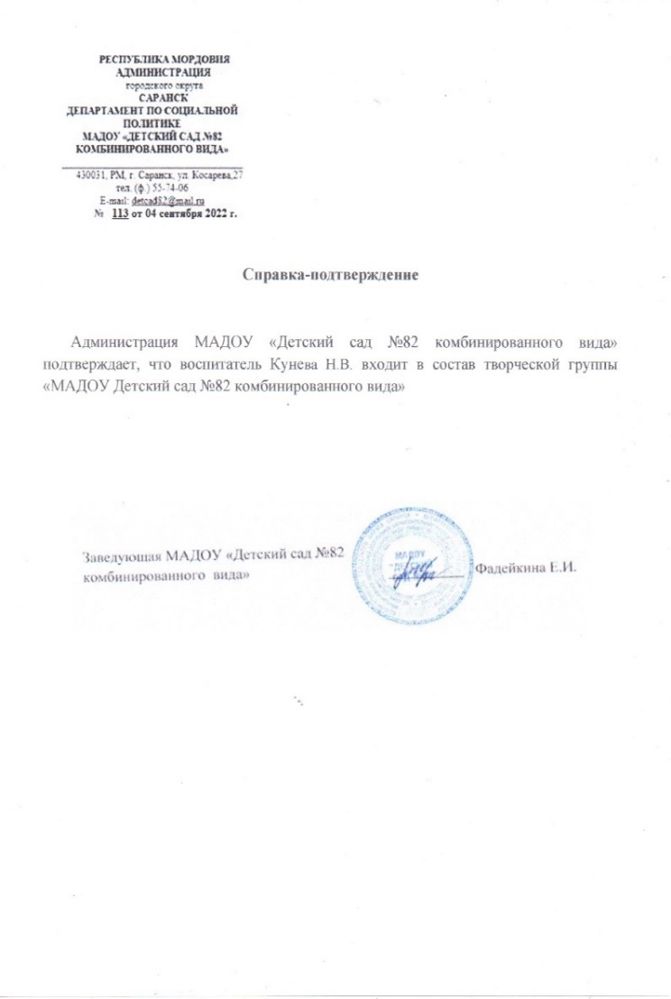 РЕСПУБЛИКА МОРДОВИЯ
АДМИНИСТРАЦИЯ
городского округа
САРАНСК
ДЕПАРТАМЕНТ ПО СОЦИАЛЬНОЙ
ПОЛИТИКЕ
МАДОУ «ДЕТСКИЙ САД №82
КОМБИНИРОВАННОГО ВИДА»
430031, РМ, г. Саранск, ул. Косарева,27
тел. (ф.) 55-74-06
E-mail: detcad82@mail.ru
№ 113 от 04 сентября 2022 г.
Справка-подтверждение
Администрация МАДОУ «Детский сад №82 комбинированного вида»
подтверждает, что воспитатель Кунева Н.В. входит в состав творческой группы
«МАДОУ Детский сад №82 комбинированного вида»
Заведующая МАДОУ «Детский сад №82
комбинированного вида»
Фадейкина Е.И.
МАДОУ